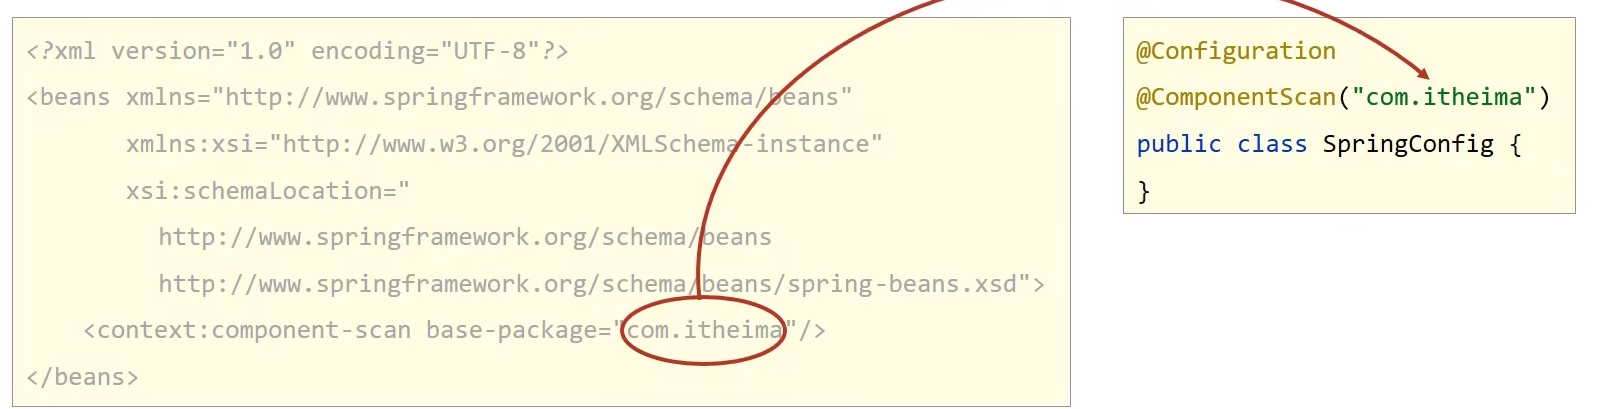 <?xml version="1.0" encoding="UTF-8"?>
<beans xmlns="http://www.springframework.org/schema/beans"
xmlns:xsi="http://www.w3.org/2001/XMLSchema-instance"
xsi:schemaLocation="
http://www.springframework.org/schema/beans
http://www.springframework.org/schema/beans/spring-beans.xsd">
<context:component-scan base-package="com.itheima"/>
</beans>
@Configuration
@ComponentScan("com.itheima")
public class SpringConfig {
}